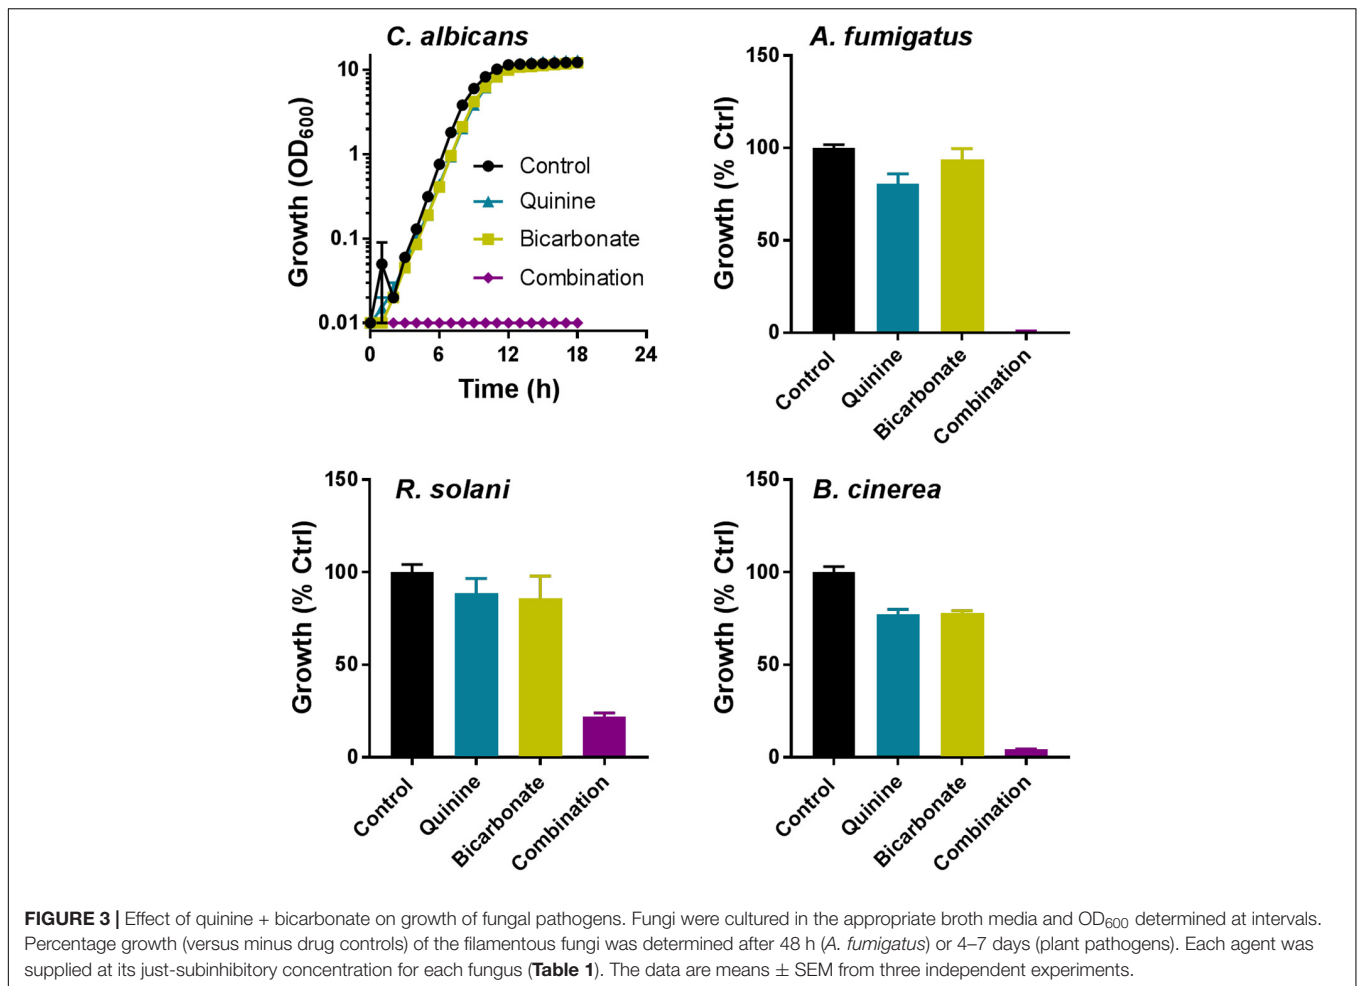 C. albicans
Growth (OD600)
10
1
0.1
0.01
0 6 12 18 24
Time (h)
Control
Quinine
Bicarbonate
Combination
A. fumigatus
Growth (% Ctrl)
150
100
50
0
Control
Quinine
Bicarbonate
Combination
R. solani
Growth (% Ctrl)
150
100
50
0
Control
Quinine
Bicarbonate
Combination
B. cinerea
Growth (% Ctrl)
150
100
50
0
Control
Quinine
Bicarbonate
Combination
FIGURE 3 | Effect of quinine + bicarbonate on growth of fungal pathogens. Fungi were cultured in the appropriate broth media and OD600 determined at intervals.
Percentage growth (versus minus drug controls) of the filamentous fungi was determined after 48 h (A. fumigatus) or 4–7 days (plant pathogens). Each agent was
supplied at its just-subinhibitory concentration for each fungus (Table 1). The data are means ± SEM from three independent experiments.